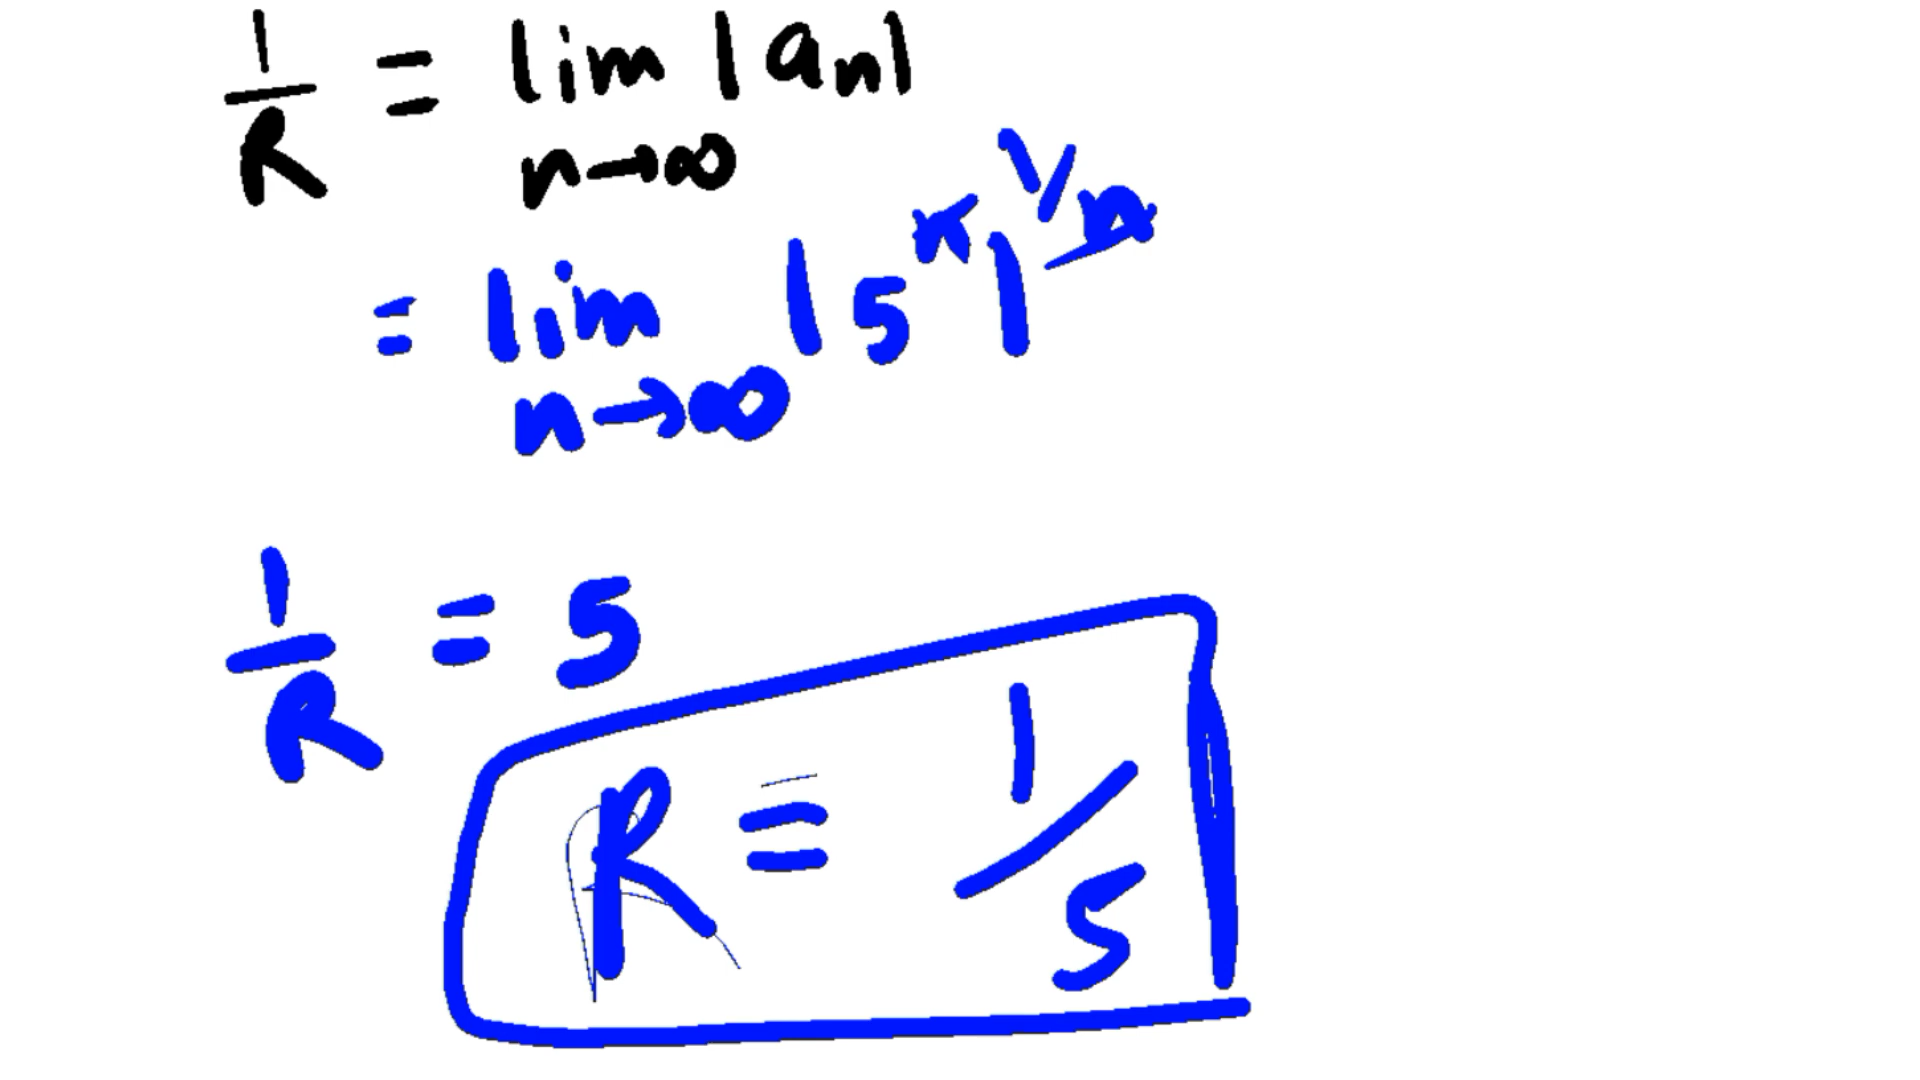 1/R = lim |an|
n→∞
= lim |5^n|^1/n
n→∞
1/R = 5
R = 1/5